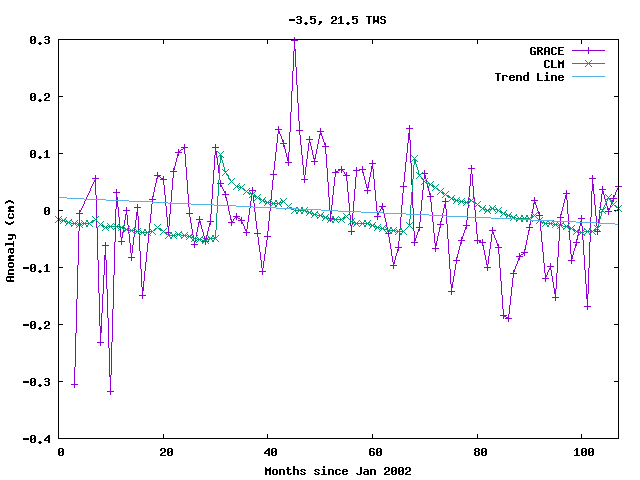 -3.5, 21.5 TWS
GRACE
CLM
Trend Line
0.3
0.2
0.1
0
-0.1
-0.2
-0.3
-0.4
Anomaly (cm)
0 20 40 60 80 100
Months since Jan 2002